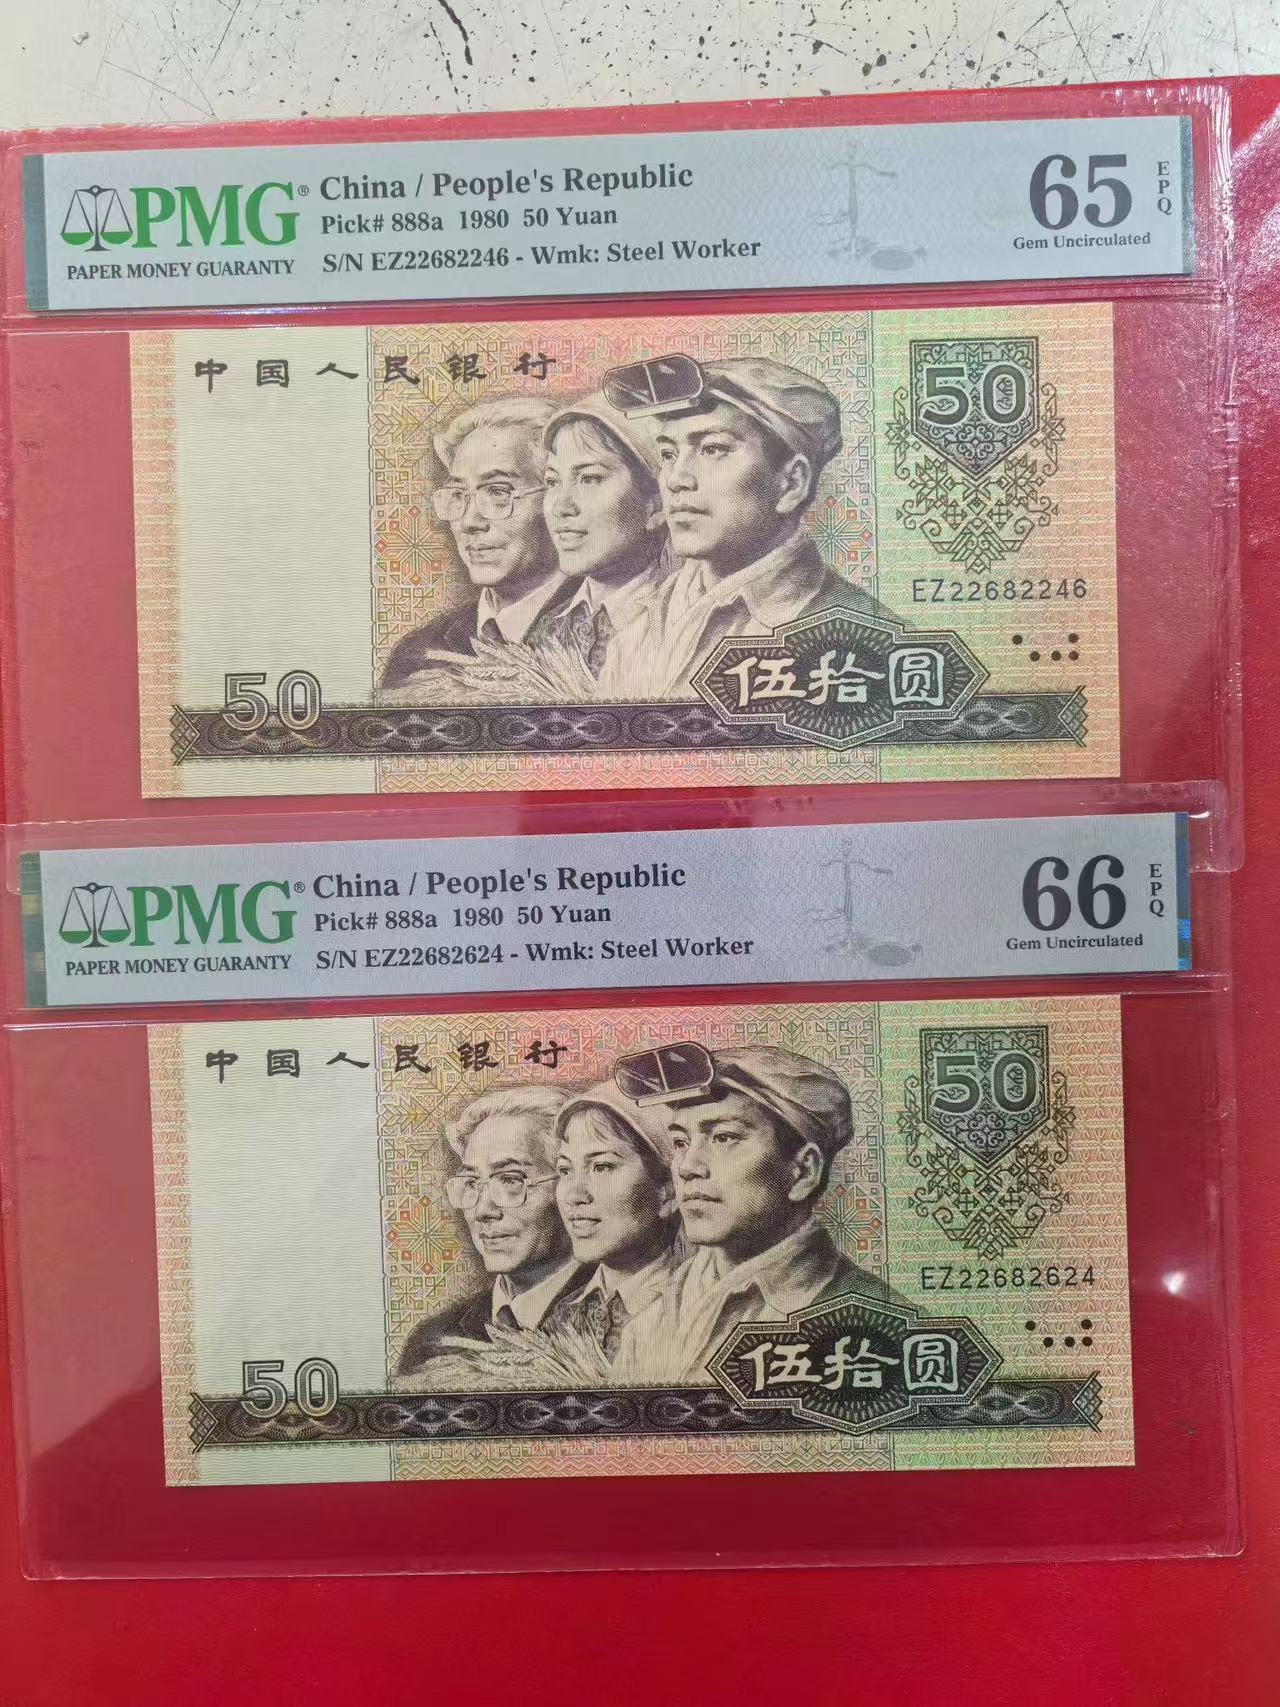 PMG®
PAPER MONEY GUARANTY
China / People's Republic
Pick# 888a 1980 50 Yuan
S/N EZ22682246 - Wmk: Steel Worker
65
EPQ
Gem Uncirculated
中国人民银行
50
EZ22682246
50
伍拾圆
PMG®
PAPER MONEY GUARANTY
China / People's Republic
Pick# 888a 1980 50 Yuan
S/N EZ22682624 - Wmk: Steel Worker
66
EPQ
Gem Uncirculated
中国人民银行
50
EZ22682624
50
伍拾圆